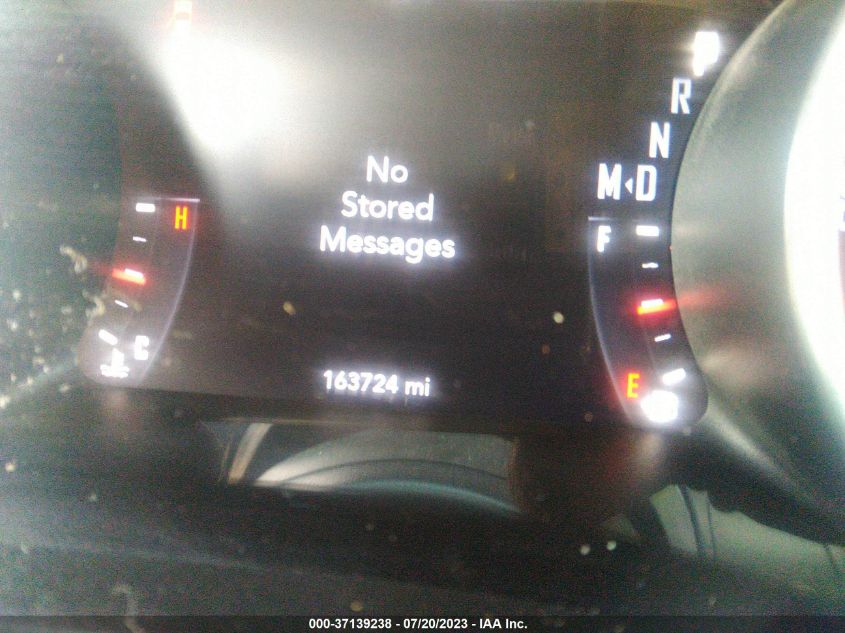 P
R
N
M◂D
H
C
No
Stored
Messages
F
E
163724 mi
000-37139238 - 07/20/2023 - IAA Inc.